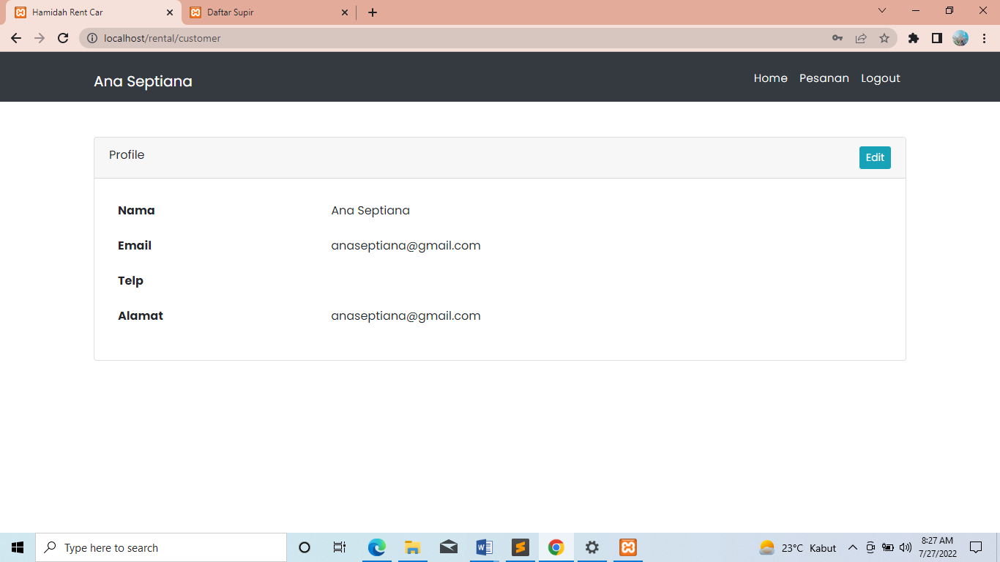 Hamidah Rent Car
Daftar Supir
localhost/rental/customer
Ana Septiana
Home Pesanan Logout
Profile
Edit
Nama Ana Septiana
Email anaseptiana@gmail.com
Telp
Alamat anaseptiana@gmail.com
Type here to search
23°C Kabut
8:27 AM
7/27/2022